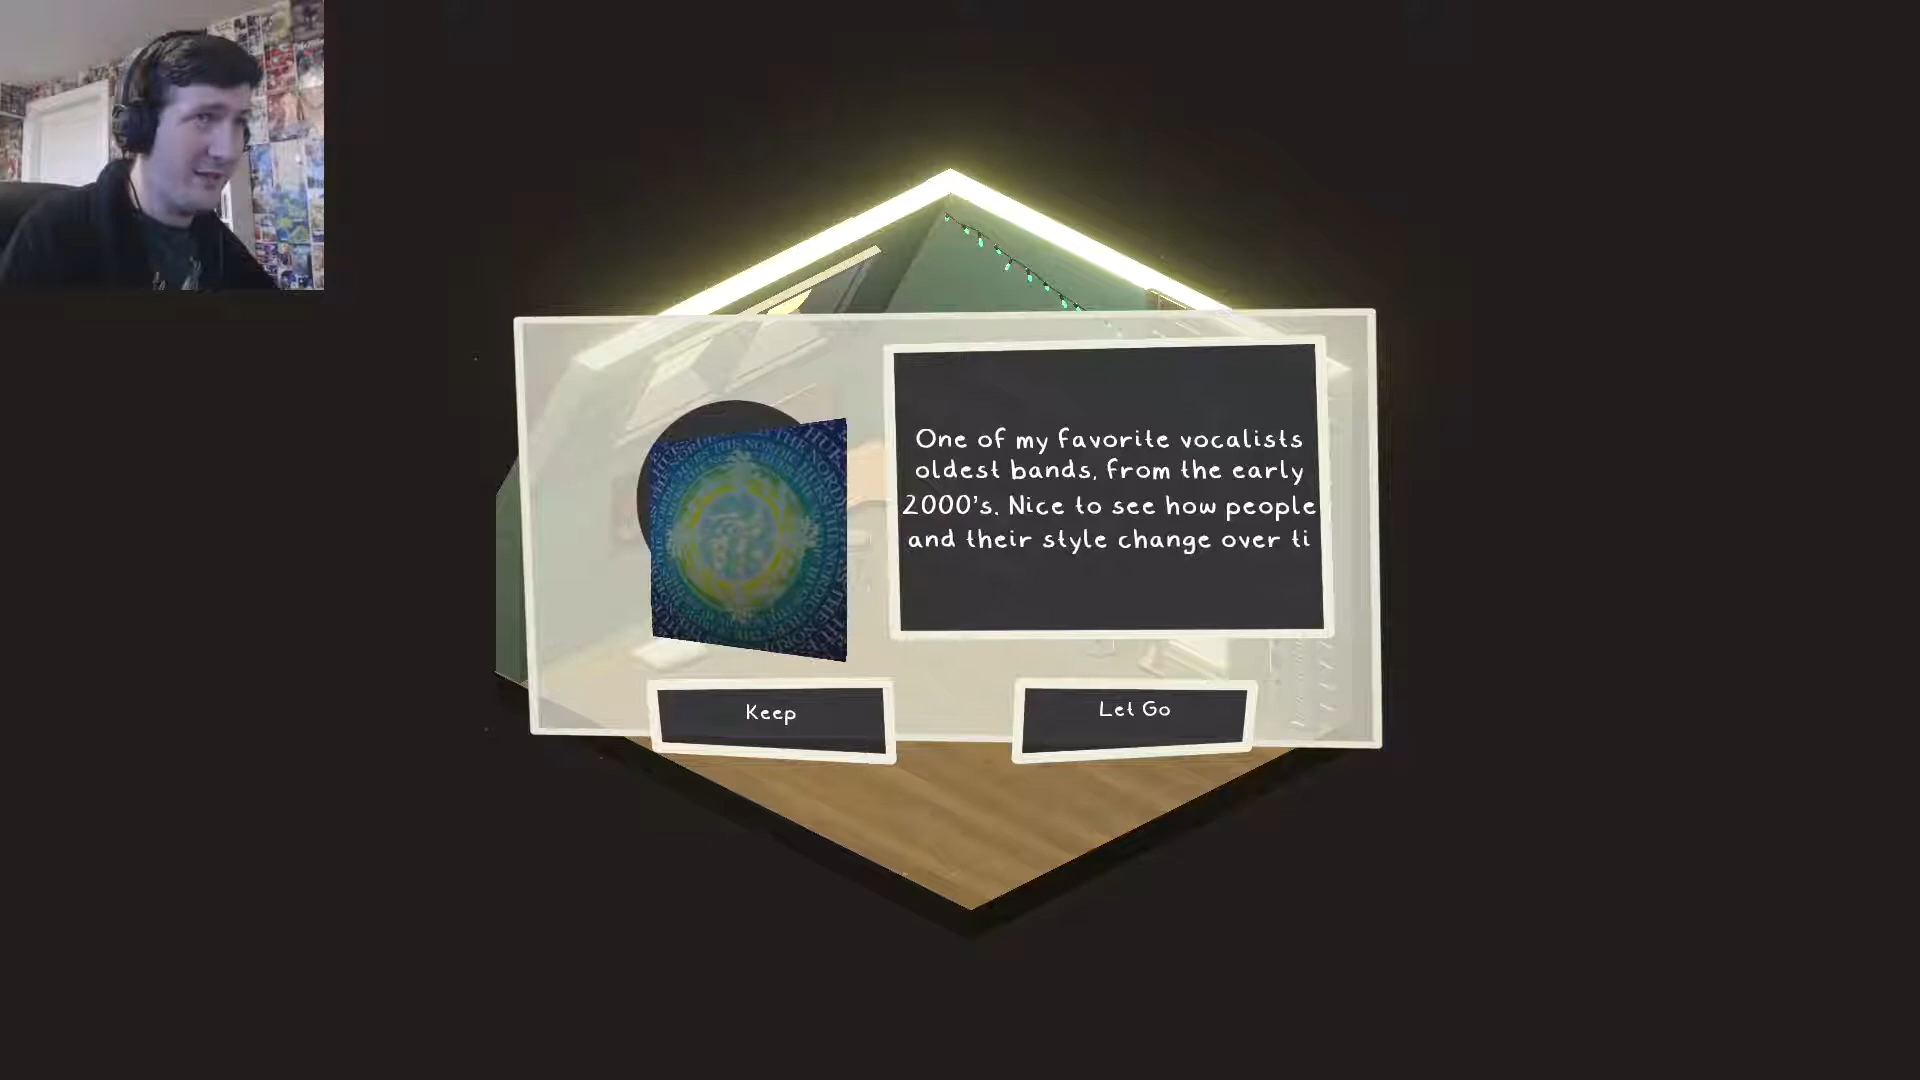 One of my favorite vocalists
oldest bands, from the early
2000's. Nice to see how people
and their style change over ti
Keep
Let Go